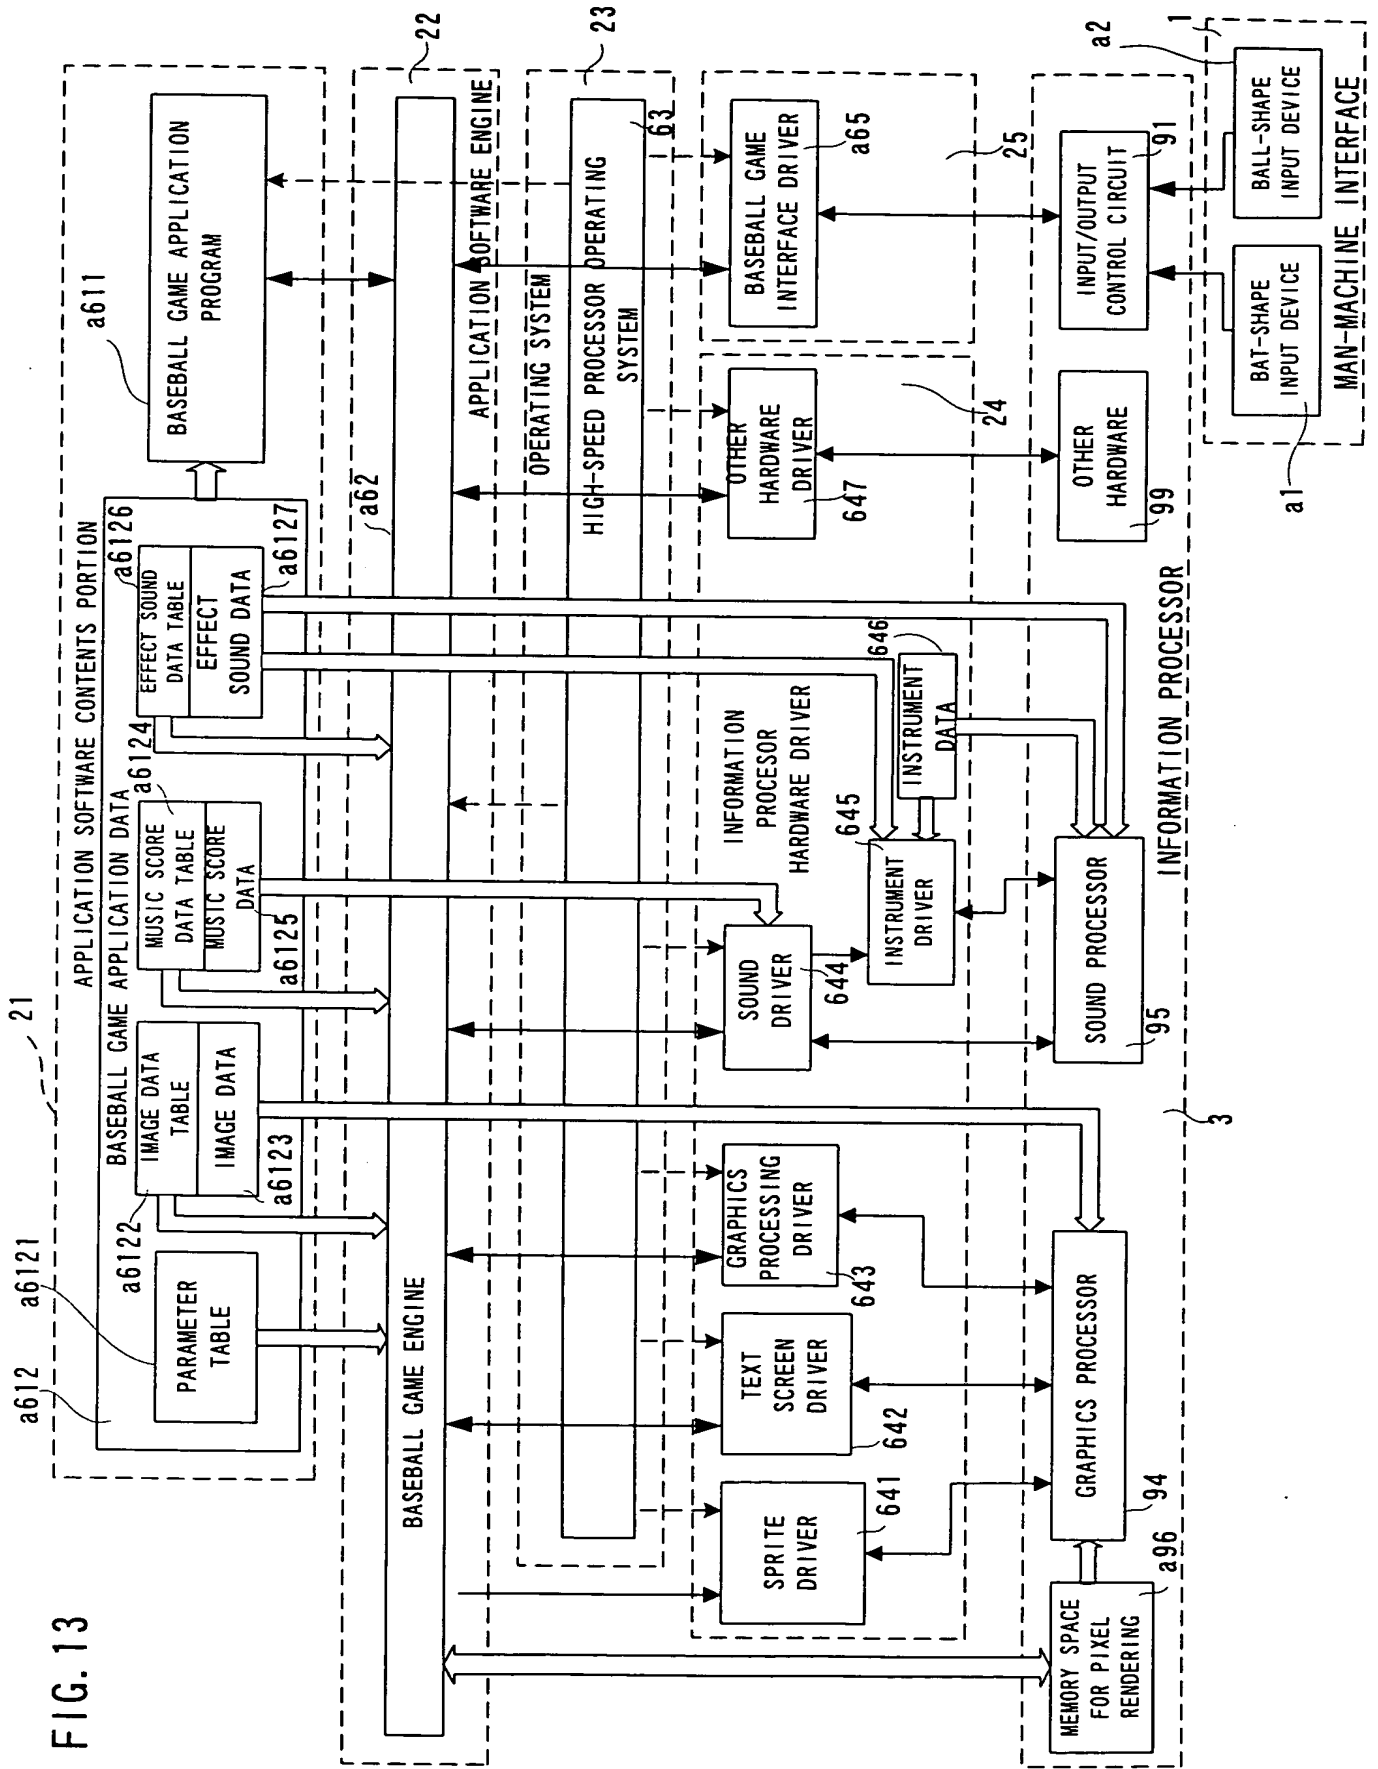 FIG. 13
21
APPLICATION SOFTWARE CONTENTS PORTION
a612
BASEBALL GAME APPLICATION DATA
a6121
PARAMETER
TABLE
a6122
IMAGE DATA
TABLE
IMAGE DATA
a6123
a6124
MUSIC SCORE
DATA TABLE
MUSIC SCORE
DATA
a6125
a6126
EFFECT SOUND
DATA TABLE
EFFECT
SOUND DATA
a6127
a611
BASEBALL GAME APPLICATION
PROGRAM
22
a62
BASEBALL GAME ENGINE
APPLICATION SOFTWARE ENGINE
23
OPERATING SYSTEM
HIGH-SPEED PROCESSOR OPERATING
SYSTEM
63
SPRITE
DRIVER
641
TEXT
SCREEN
DRIVER
642
GRAPHICS
PROCESSING
DRIVER
643
SOUND
DRIVER
644
INFORMATION
PROCESOR
HARDWARE DRIVER
645
INSTRUMENT
DRIVER
646
INSTRUMENT
DATA
OTHER
HARDWARE
DRIVER
647
24
BASEBALL GAME
INTERFACE DRIVER
a65
25
MEMORY SPACE
FOR PIXEL
RENDERING
a96
GRAPHICS PROCESSOR
94
SOUND PROCESSOR
95
OTHER
HARDWARE
99
INPUT/OUTPUT
CONTROL CIRCUIT
91
INFORMATION PROCESSOR
3
1
BAT-SHAPE
INPUT DEVICE
a1
BALL-SHAPE
INPUT DEVICE
a2
MAN-MACHINE INTERFACE